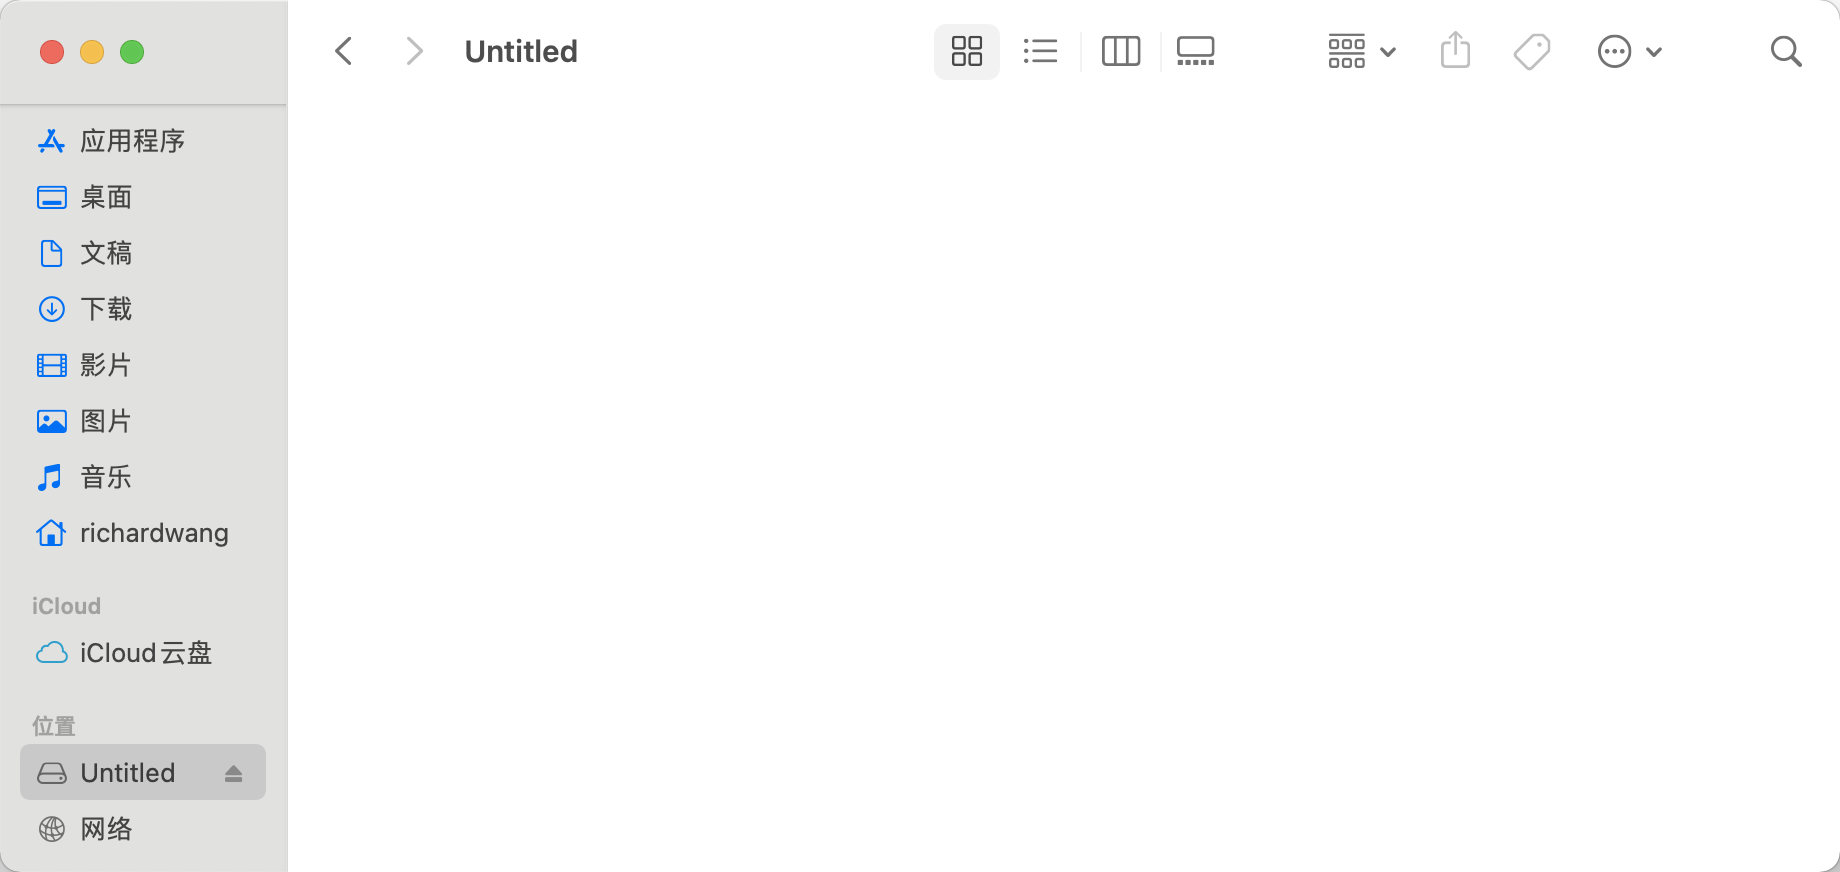 Untitled
应用程序
桌面
文稿
下载
影片
图片
音乐
richardwang
iCloud
iCloud云盘
位置
Untitled
网络